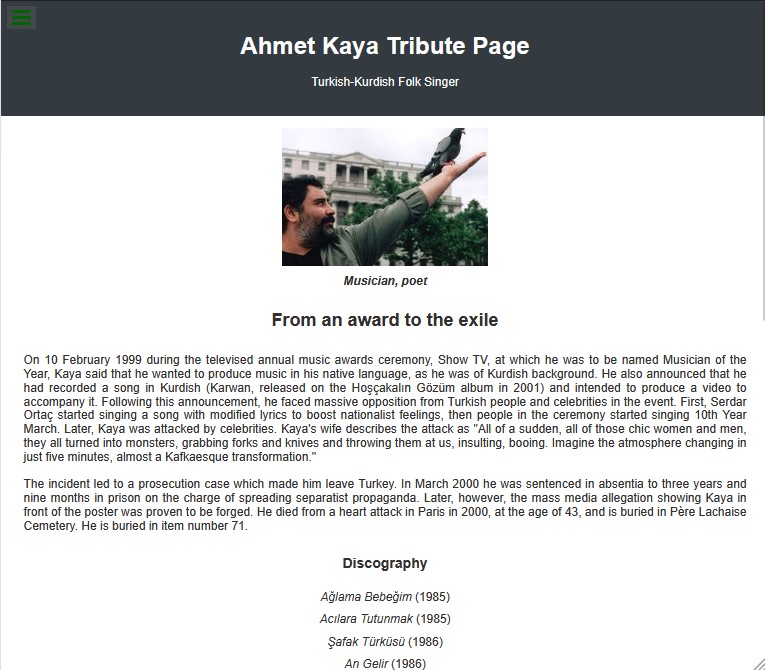 Ahmet Kaya Tribute Page
Turkish-Kurdish Folk Singer
Musician, poet
From an award to the exile
On 10 February 1999 during the televised annual music awards ceremony, Show TV, at which he was to be named Musician of the
Year, Kaya said that he wanted to produce music in his native language, as he was of Kurdish background. He also announced that he
had recorded a song in Kurdish (Karwan, released on the Hoşçakalın Gözüm album in 2001) and intended to produce a video to
accompany it. Following this announcement, he faced massive opposition from Turkish people and celebrities in the event. First, Serdar
Ortaç started singing a song with modified lyrics to boost nationalist feelings, then people in the ceremony started singing 10th Year
March. Later, Kaya was attacked by celebrities. Kaya's wife describes the attack as "All of a sudden, all of those chic women and men,
they all turned into monsters, grabbing forks and knives and throwing them at us, insulting, booing. Imagine the atmosphere changing in
just five minutes, almost a Kafkaesque transformation."
The incident led to a prosecution case which made him leave Turkey. In March 2000 he was sentenced in absentia to three years and
nine months in prison on the charge of spreading separatist propaganda. Later, however, the mass media allegation showing Kaya in
front of the poster was proven to be forged. He died from a heart attack in Paris in 2000, at the age of 43, and is buried in Père Lachaise
Cemetery. He is buried in item number 71.
Discography
Ağlama Bebeğim (1985)
Acılara Tutunmak (1985)
Şafak Türküsü (1986)
An Gelir (1986)